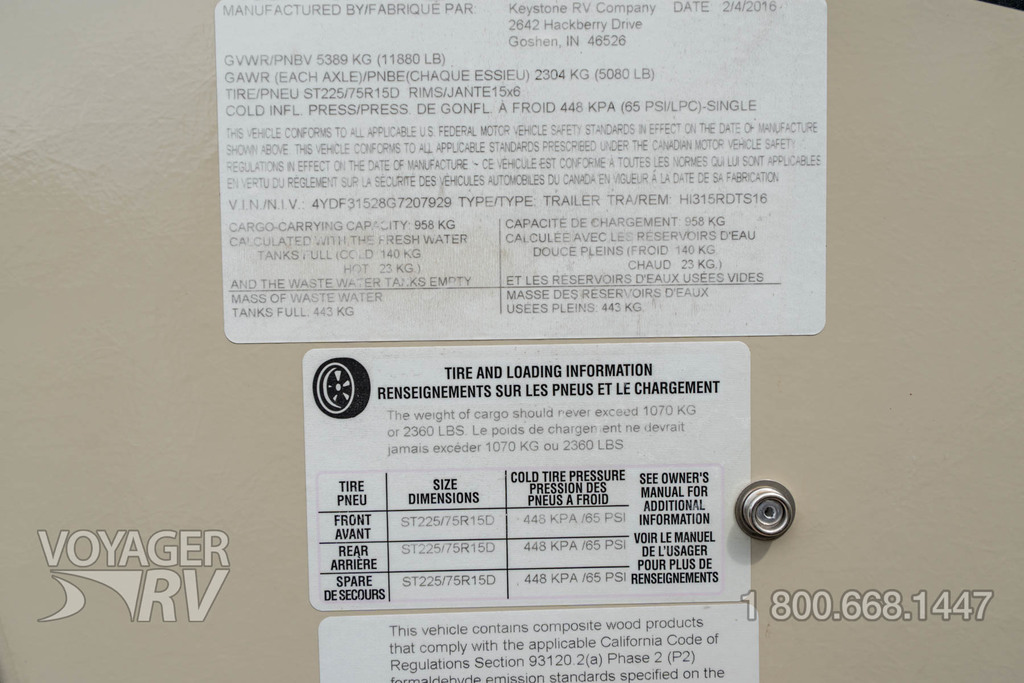 MANUFACTURED BY/FABRIQUÉ PAR: Keystone RV Company DATE 2/4/2016
2642 Hackberry Drive
Goshen, IN 46526
GVWR/PNBV 5389 KG (11880 LB)
GAWR (EACH AXLE)/PNBE(CHAQUE ESSIEU) 2304 KG (5080 LB)
TIRE/PNEU ST225/75R15D RIMS/JANTE15x6
COLD INFL. PRESS/PRESS. DE GONFL. À FROID 448 KPA (65 PSI/LPC)-SINGLE
THIS VEHICLE CONFORMS TO ALL APPLICABLE U.S. FEDERAL MOTOR VEHICLE SAFETY STANDARDS IN EFFECT ON THE DATE OF MANUFACTURE
SHOWN ABOVE. THIS VEHICLE CONFORMS TO ALL APPLICABLE STANDARDS PRESCRIBED UNDER THE CANADIAN MOTOR VEHICLE SAFETY
REGULATIONS IN EFFECT ON THE DATE OF MANUFACTURE - CE VÉHICULE EST CONFORME À TOUTES LES NORMES QUI LUI SONT APPLICABLES
EN VERTU DU RÈGLEMENT SUR LA SÉCURITÉ DES VÉHICULES AUTOMOBILES DU CANADA EN VIGUEUR À LA DATE DE SA FABRICATION
V.I.N./N.I.V.: 4YDF31528G7207929 TYPE/TYPE: TRAILER TRA/REM: HI315RDTS16
CARGO-CARRYING CAPACITY: 958 KG
CALCULATED WITH THE FRESH WATER
TANKS FULL (COLD 140 KG
HOT 23 KG.)
AND THE WASTE WATER TANKS EMPTY
MASS OF WASTE WATER
TANKS FULL: 443 KG
CAPACITÉ DE CHARGEMENT: 958 KG
CALCULÉE AVEC LES RÉSERVOIRS D'EAU
DOUCE PLEINS (FROID 140 KG.
CHAUD 23 KG.)
ET LES RÉSERVOIRS D'EAUX USÉES VIDES
MASSE DES RÉSERVOIRS D'EAUX
USÉES PLEINS: 443 KG.
TIRE AND LOADING INFORMATION
RENSEIGNEMENTS SUR LES PNEUS ET LE CHARGEMENT
The weight of cargo should never exceed 1070 KG
or 2360 LBS. Le poids de chargement ne devrait
jamais excéder 1070 KG ou 2360 LBS
TIRE
PNEU
SIZE
DIMENSIONS
COLD TIRE PRESSURE
PRESSION DES
PNEUS A FROID
FRONT
AVANT
ST225/75R15D 448 KPA /65 PSI
REAR
ARRIÈRE
ST225/75R15D 448 KPA /65 PSI
SPARE
DE SECOURS
ST225/75R15D 448 KPA /65 PSI
SEE OWNER'S
MANUAL FOR
ADDITIONAL
INFORMATION
VOIR LE MANUEL
DE L'USAGER
POUR PLUS DE
RENSEIGNEMENTS
VOYAGER
RV
1 800.668.1447
This vehicle contains composite wood products
that comply with the applicable California Code of
Regulations Section 93120.2(a) Phase 2 (P2)
formaldehyde emission standards specified on the